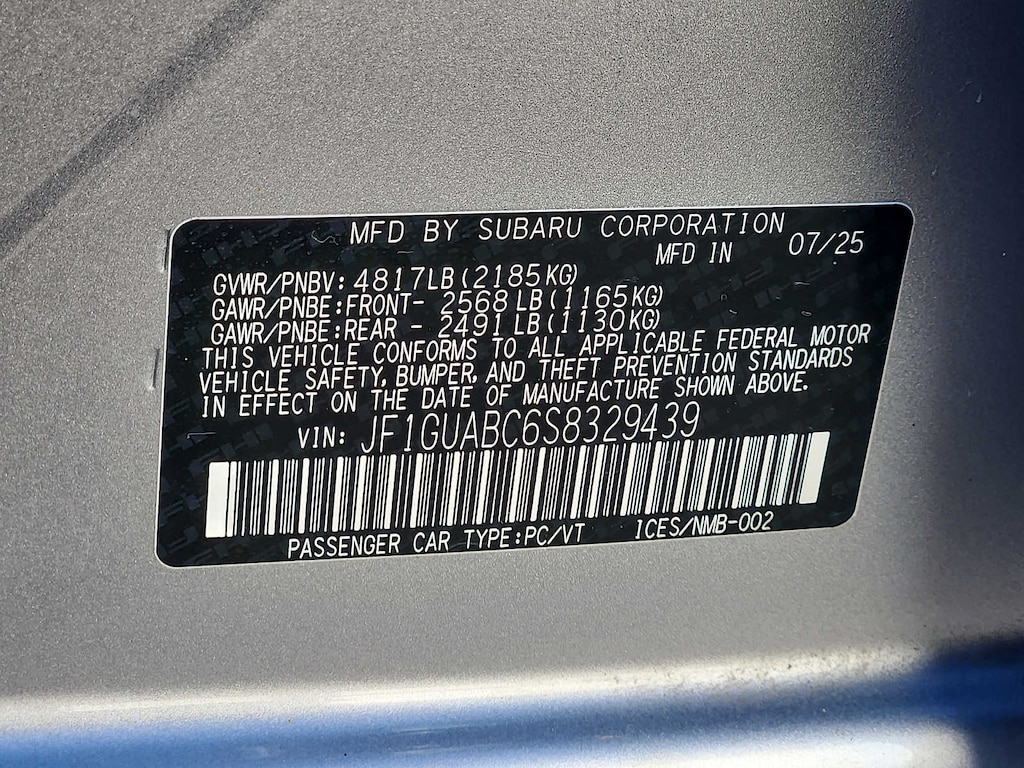 MFD BY SUBARU CORPORATION
MFD IN 07/25
GVWR/PNBV: 4817LB(2185KG)
GAWR/PNBE:FRONT- 2568LB(1165KG)
GAWR/PNBE:REAR - 2491LB(1130KG)
THIS VEHICLE CONFORMS TO ALL APPLICABLE FEDERAL MOTOR
VEHICLE SAFETY, BUMPER, AND THEFT PREVENTION STANDARDS
IN EFFECT ON THE DATE OF MANUFACTURE SHOWN ABOVE.
VIN: JF1GUABC6S8329439
PASSENGER CAR TYPE:PC/VT ICES/NMB-002